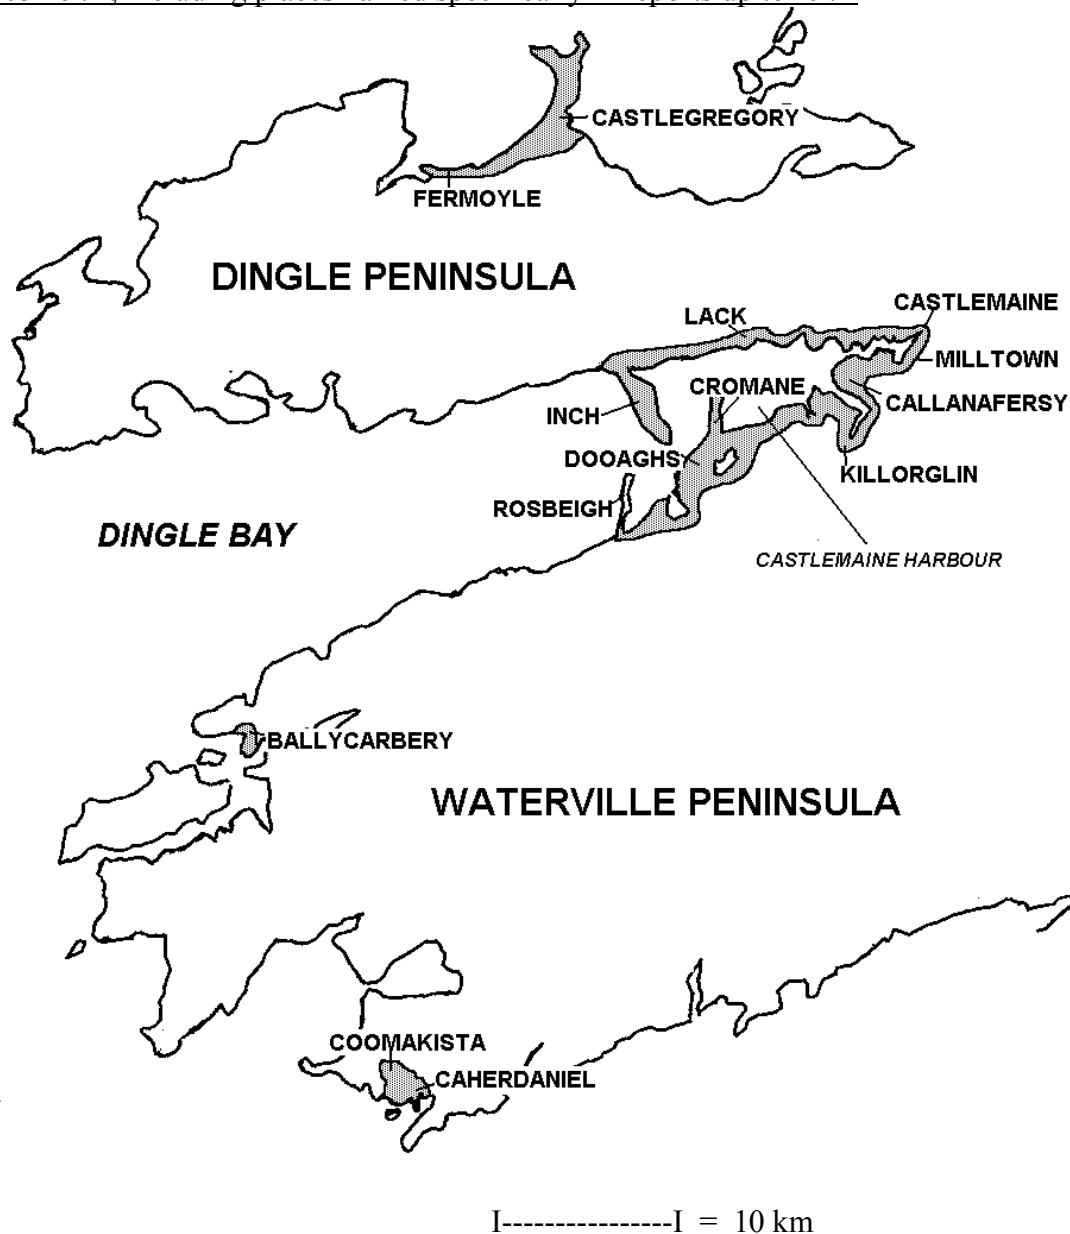 CASTLEGREGORY
FERMOYLE
DINGLE PENINSULA
CASTLEMAINE
LACK
MILLTOWN
CROMANE
CALLANAFERSY
INCH
DOOAGHS
KILLORGLIN
ROSBEIGH
DINGLE BAY
CASTLEMAINE HARBOUR
BALLYCARBERY
WATERVILLE PENINSULA
COOMAKISTA
CAHERDANIEL
I----------------I = 10 km